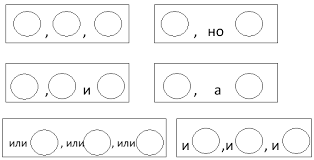 , ,
, но
, и
, а
или , или , или
и , и , и